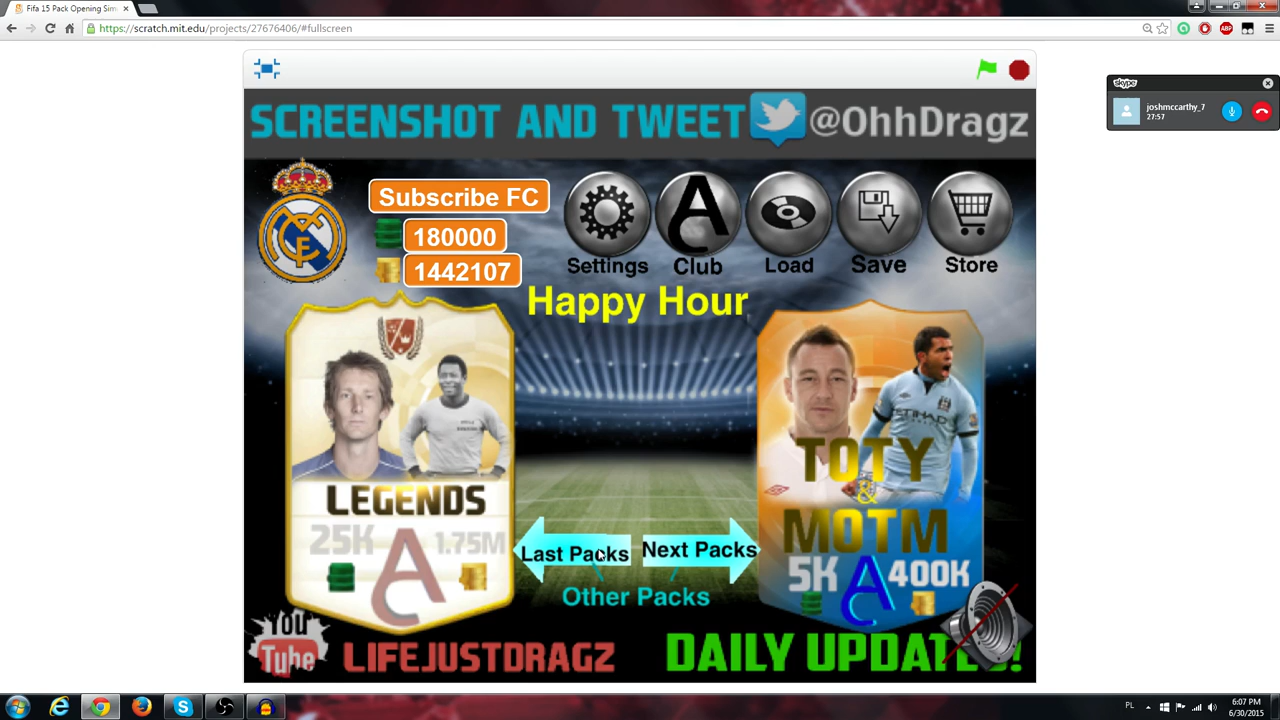 Fifa 15 Pack Opening Sim
https://scratch.mit.edu/projects/27676406/#fullscreen
ABP
skype
joshmccarthy_7
27:57
SCREENSHOT AND TWEET @OhhDragz
Subscribe FC
180000
1442107
Settings
Club
Load
Save
Store
Happy Hour
LEGENDS
25K 1.75M
AC
TOTY
&
MOTM
5K 400K
AC
Last Packs
Next Packs
Other Packs
You Tube
LIFEJUSTDRAGZ
DAILY UPDATES!
PL
6:07 PM
6/30/2015